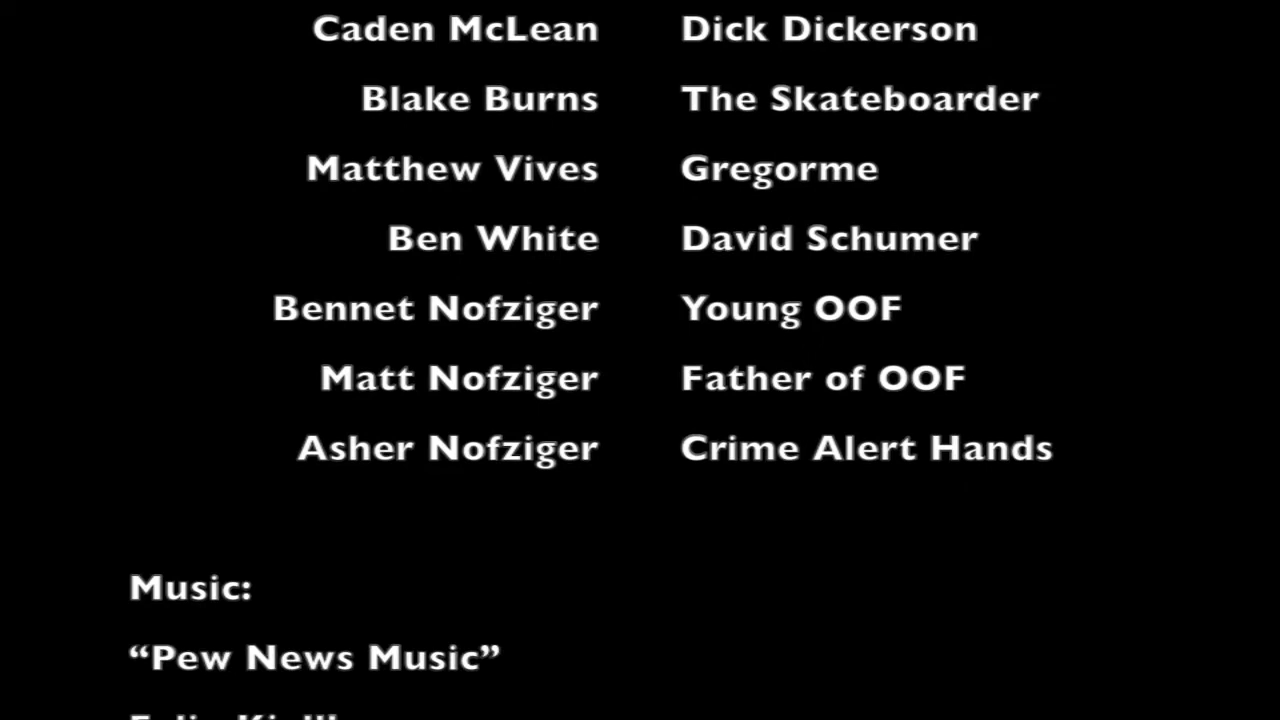 Caden McLean Dick Dickerson
Blake Burns The Skateboarder
Matthew Vives Gregorme
Ben White David Schumer
Bennet Nofziger Young OOF
Matt Nofziger Father of OOF
Asher Nofziger Crime Alert Hands
Music:
“Pew News Music”